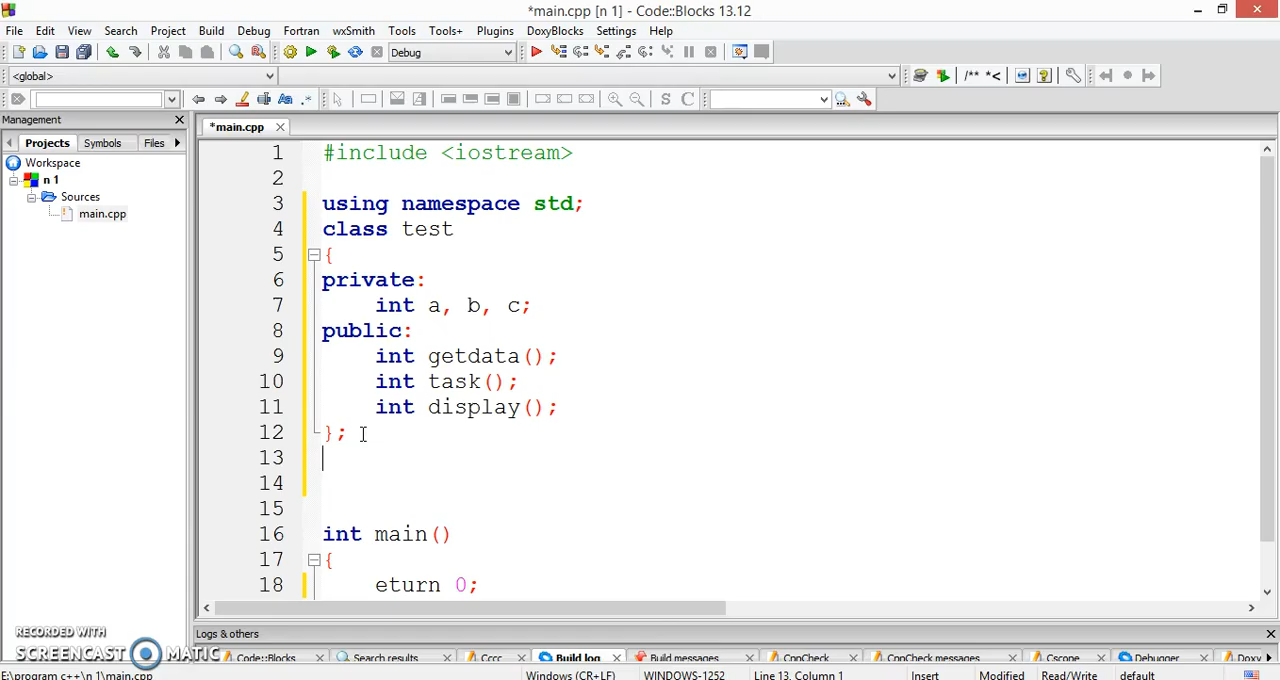 *main.cpp [n 1] - Code::Blocks 13.12
File Edit View Search Project Build Debug Fortran wxSmith Tools Tools+ Plugins DoxyBlocks Settings Help
Debug
<global>
/** *<
Aa .*
S C
Management
*main.cpp
Projects Symbols Files
Workspace
n 1
Sources
main.cpp
1 #include <iostream>
2
3 using namespace std;
4 class test
5 {
6 private:
7 int a, b, c;
8 public:
9 int getdata();
10 int task();
11 int display();
12 };
13
14
15
16 int main()
17 {
18 eturn 0;
RECORDED WITH
SCREENCAST MATIC
Logs & others
Code::Blocks Search results Cccc Build log Build messages CppCheck CppCheck messages Cscope Debugger Doxy
E:\program c++\n 1\main.cpp Windows (CR+LF) WINDOWS-1252 Line 13, Column 1 Insert Modified Read/Write default